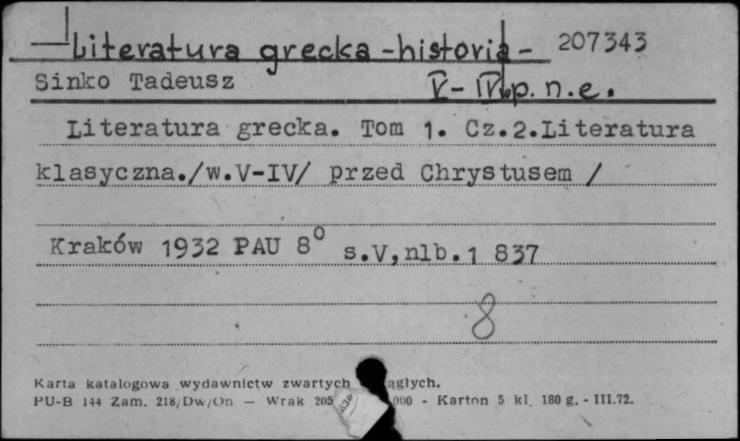 Literatura grecka - historia - 207343
Sinko Tadeusz V-IV w. p. n. e.
Literatura grecka. Tom 1. Cz.2.Literatura
klasyczna./w.V-IV/ przed Chrystusem /
Kraków 1932 PAU 8⁰ s.V,nlb.1 837
8
Karta katalogowa wydawnictw zwartych ągłych.
PU-B 144 Zam. 218/Dw/On — Wrak 205 000 - Karton 5 kl. 180 g. - III.72.